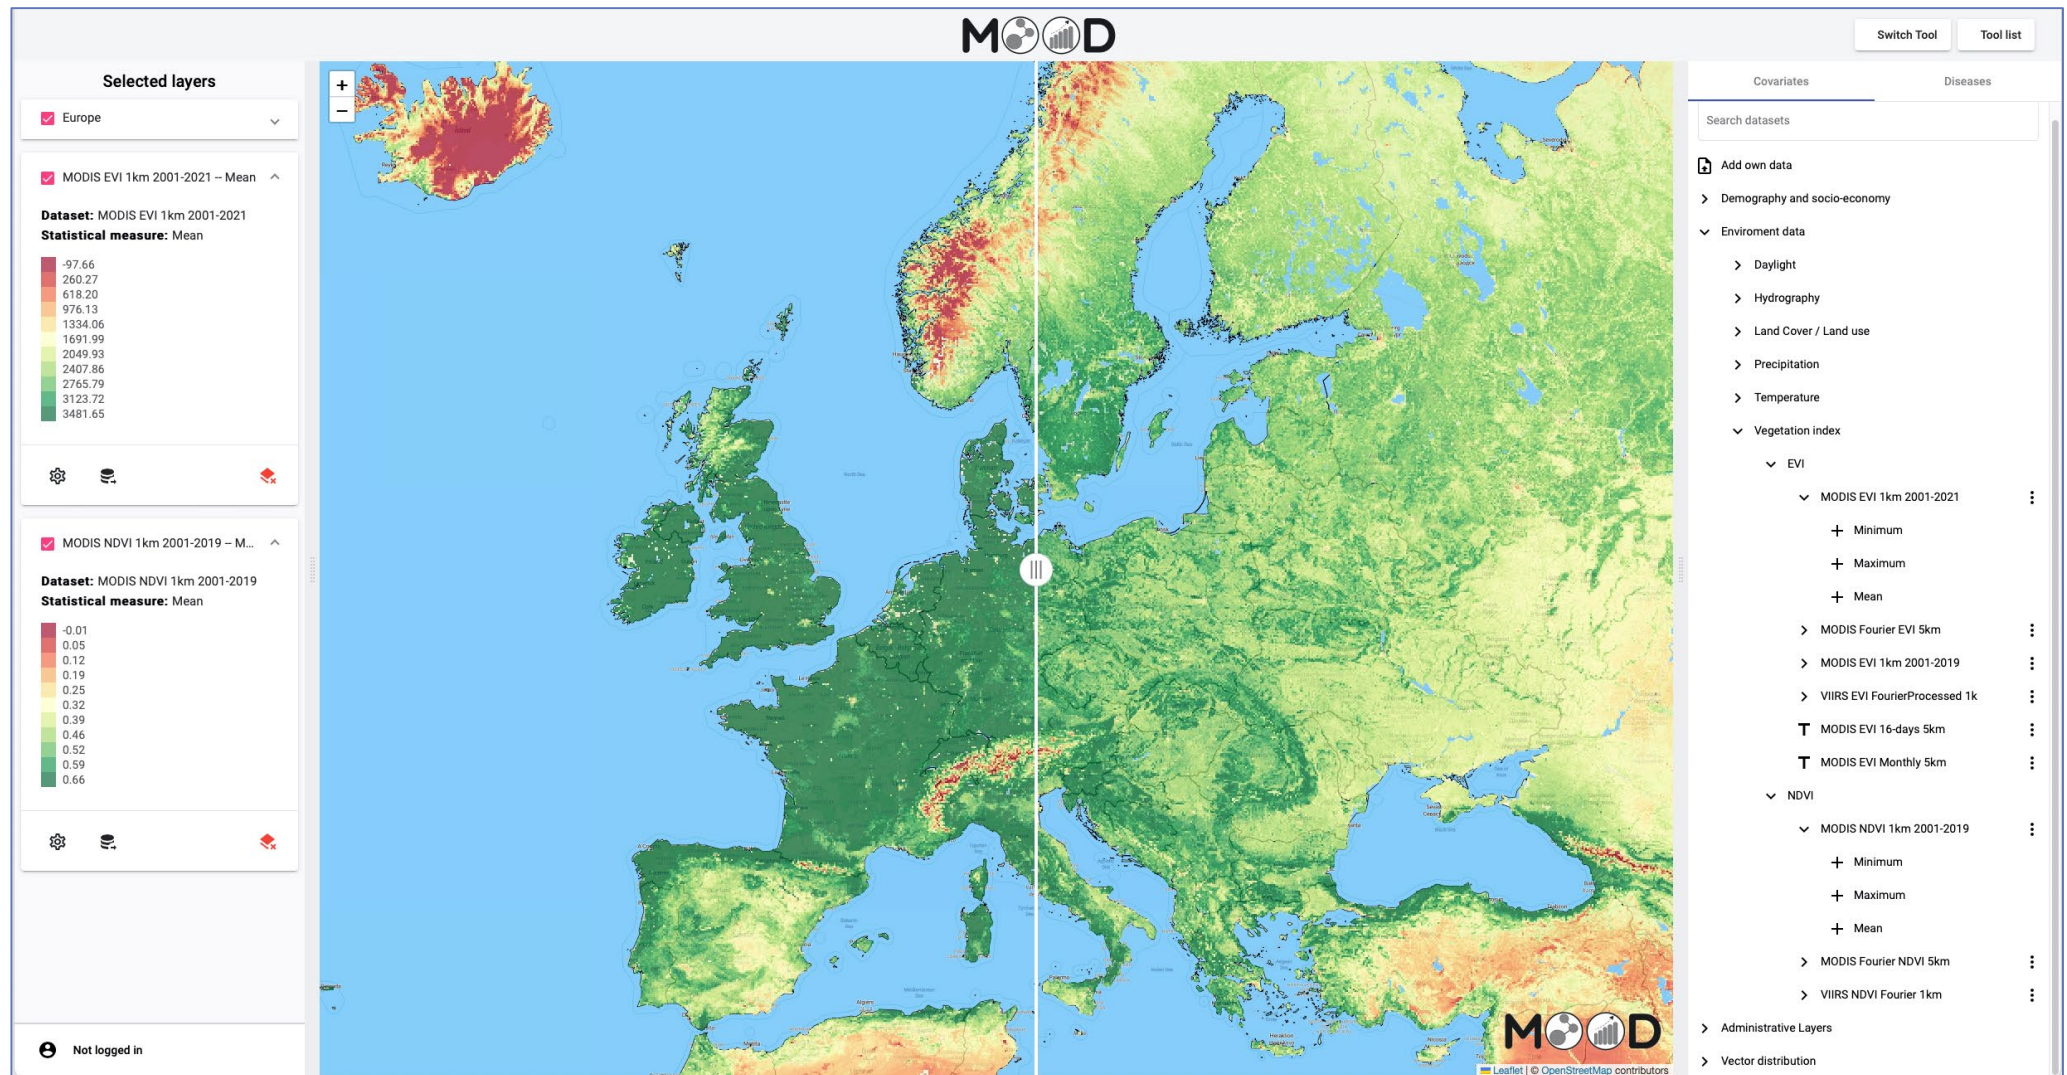 MOOD
Switch Tool
Tool list
Selected layers
Europe
MODIS EVI 1km 2001-2021 -- Mean
Dataset: MODIS EVI 1km 2001-2021
Statistical measure: Mean
-97.66
260.27
618.20
976.13
1334.06
1691.99
2049.93
2407.86
2765.79
3123.72
3481.65
MODIS NDVI 1km 2001-2019 -- M...
Dataset: MODIS NDVI 1km 2001-2019
Statistical measure: Mean
-0.01
0.05
0.12
0.19
0.25
0.32
0.39
0.46
0.52
0.59
0.66
Not logged in
+
−
MOOD
Leaflet | © OpenStreetMap contributors
Covariates
Diseases
Search datasets
Add own data
Demography and socio-economy
Enviroment data
Daylight
Hydrography
Land Cover / Land use
Precipitation
Temperature
Vegetation index
EVI
MODIS EVI 1km 2001-2021
Minimum
Maximum
Mean
MODIS Fourier EVI 5km
MODIS EVI 1km 2001-2019
VIIRS EVI FourierProcessed 1k
MODIS EVI 16-days 5km
MODIS EVI Monthly 5km
NDVI
MODIS NDVI 1km 2001-2019
Minimum
Maximum
Mean
MODIS Fourier NDVI 5km
VIIRS NDVI Fourier 1km
Administrative Layers
Vector distribution